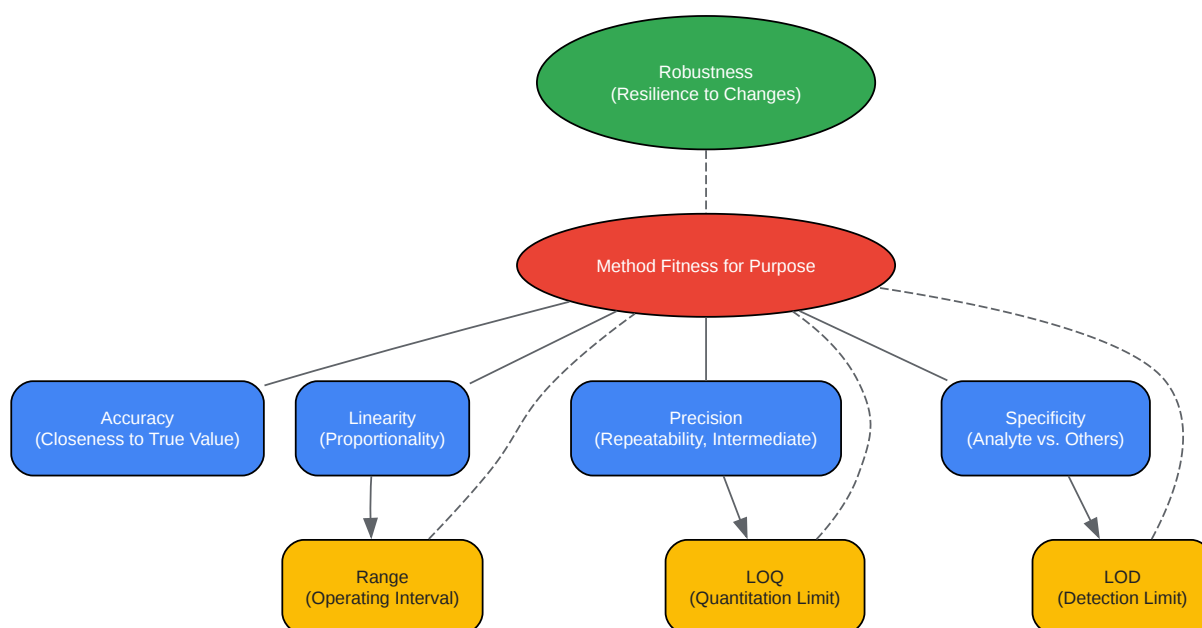 Robustness
(Resilience to Changes)
Method Fitness for Purpose
Accuracy
(Closeness to True Value)
Linearity
(Proportionality)
Precision
(Repeatability, Intermediate)
Specificity
(Analyte vs. Others)
Range
(Operating Interval)
LOQ
(Quantitation Limit)
LOD
(Detection Limit)